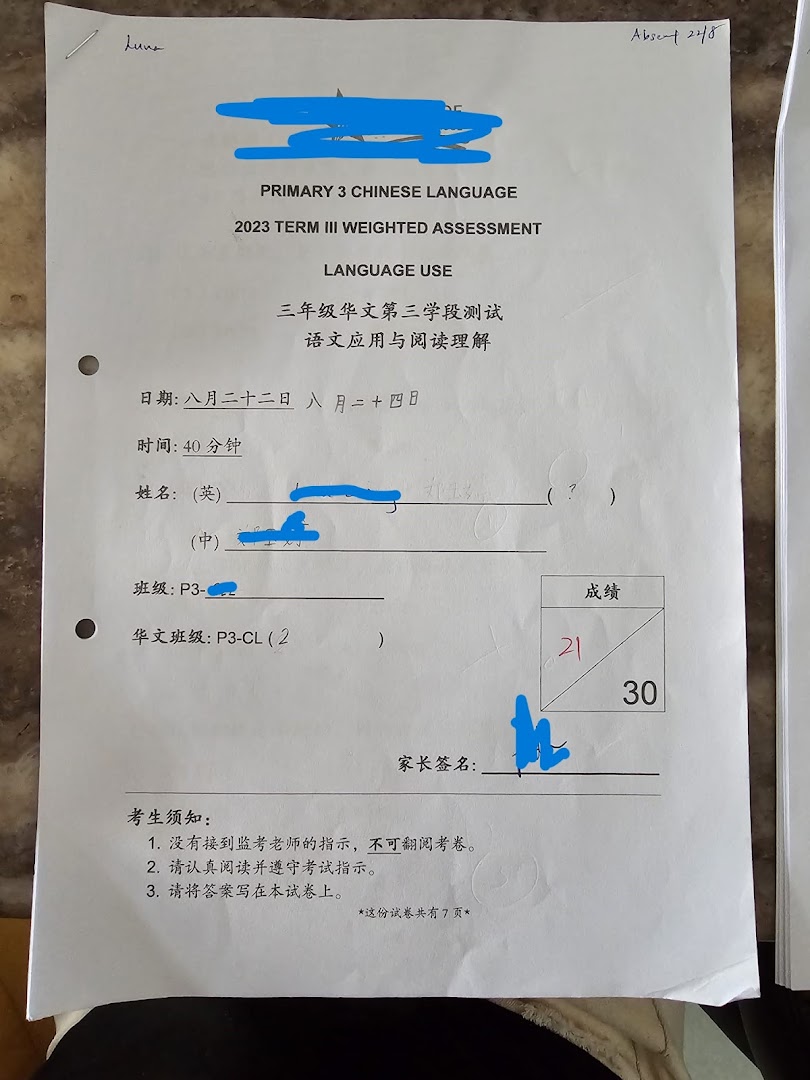 Luna
Absent 22/8
PRIMARY 3 CHINESE LANGUAGE
2023 TERM III WEIGHTED ASSESSMENT
LANGUAGE USE
三年级华文第三学段测试
语文应用与阅读理解
日期: 八月二十二日 八月二十四日
时间: 40 分钟
姓名: (英) ( ? )
(中)
班级: P3-
华文班级: P3-CL ( 2 )
成绩
21
30
家长签名:
考生须知:
1. 没有接到监考老师的指示，不可翻阅考卷。
2. 请认真阅读并遵守考试指示。
3. 请将答案写在本试卷上。
*这份试卷共有 7 页*